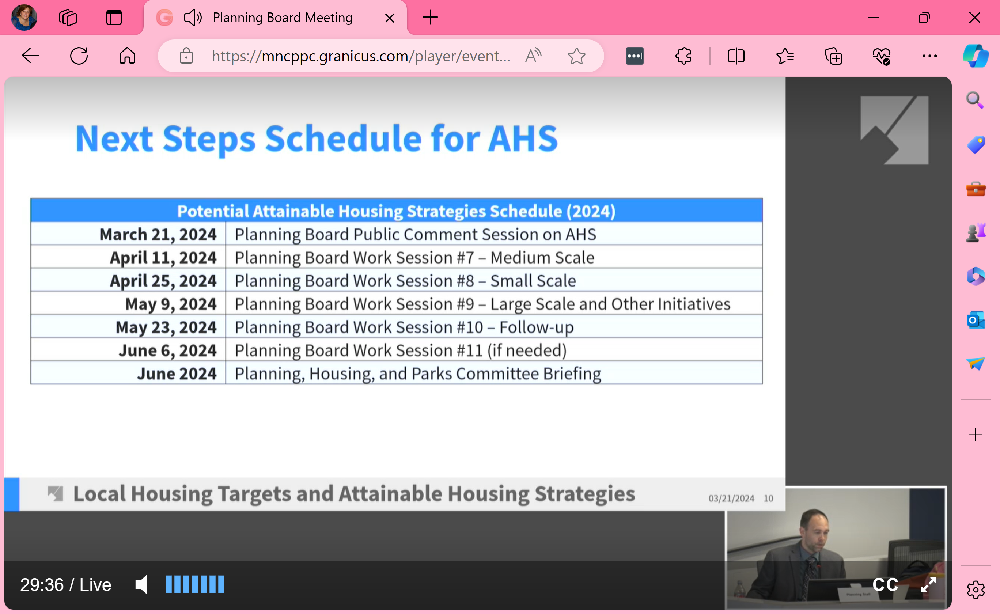 Planning Board Meeting
https://mncppc.granicus.com/player/event...
Next Steps Schedule for AHS
Potential Attainable Housing Strategies Schedule (2024)
March 21, 2024 Planning Board Public Comment Session on AHS
April 11, 2024 Planning Board Work Session #7 – Medium Scale
April 25, 2024 Planning Board Work Session #8 – Small Scale
May 9, 2024 Planning Board Work Session #9 – Large Scale and Other Initiatives
May 23, 2024 Planning Board Work Session #10 – Follow-up
June 6, 2024 Planning Board Work Session #11 (if needed)
June 2024 Planning, Housing, and Parks Committee Briefing
Local Housing Targets and Attainable Housing Strategies 03/21/2024 10
Planning Staff
29:36 / Live CC